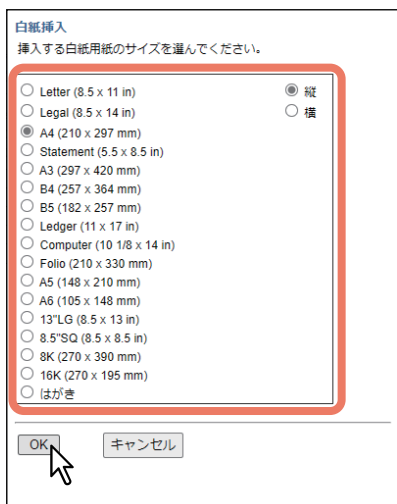 白紙挿入
挿入する白紙用紙のサイズを選んでください。
Letter (8.5 x 11 in) 縦
Legal (8.5 x 14 in) 横
A4 (210 x 297 mm)
Statement (5.5 x 8.5 in)
A3 (297 x 420 mm)
B4 (257 x 364 mm)
B5 (182 x 257 mm)
Ledger (11 x 17 in)
Computer (10 1/8 x 14 in)
Folio (210 x 330 mm)
A5 (148 x 210 mm)
A6 (105 x 148 mm)
13"LG (8.5 x 13 in)
8.5"SQ (8.5 x 8.5 in)
8K (270 x 390 mm)
16K (270 x 195 mm)
はがき
OK キャンセル